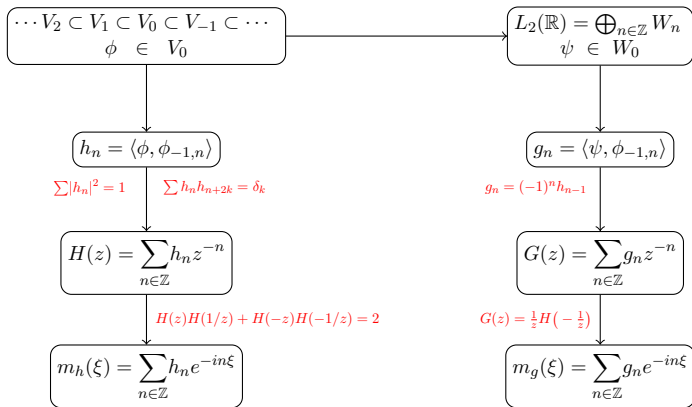 ⋯ V_2 ⊂ V_1 ⊂ V_0 ⊂ V_{−1} ⊂ ⋯
ϕ ∈ V_0
L_2(ℝ) = ⨁_{n∈ℤ} W_n
ψ ∈ W_0
h_n = ⟨ϕ, ϕ_{−1,n}⟩
g_n = ⟨ψ, ϕ_{−1,n}⟩
∑|h_n|^2 = 1
∑ h_n h_{n+2k} = δ_k
g_n = (−1)^n h_{n−1}
H(z) = ∑_{n∈ℤ} h_n z^{−n}
G(z) = ∑_{n∈ℤ} g_n z^{−n}
H(z)H(1/z) + H(−z)H(−1/z) = 2
G(z) = \frac{1}{z} H(−\frac{1}{z})
m_h(ξ) = ∑_{n∈ℤ} h_n e^{−inξ}
m_g(ξ) = ∑_{n∈ℤ} g_n e^{−inξ}